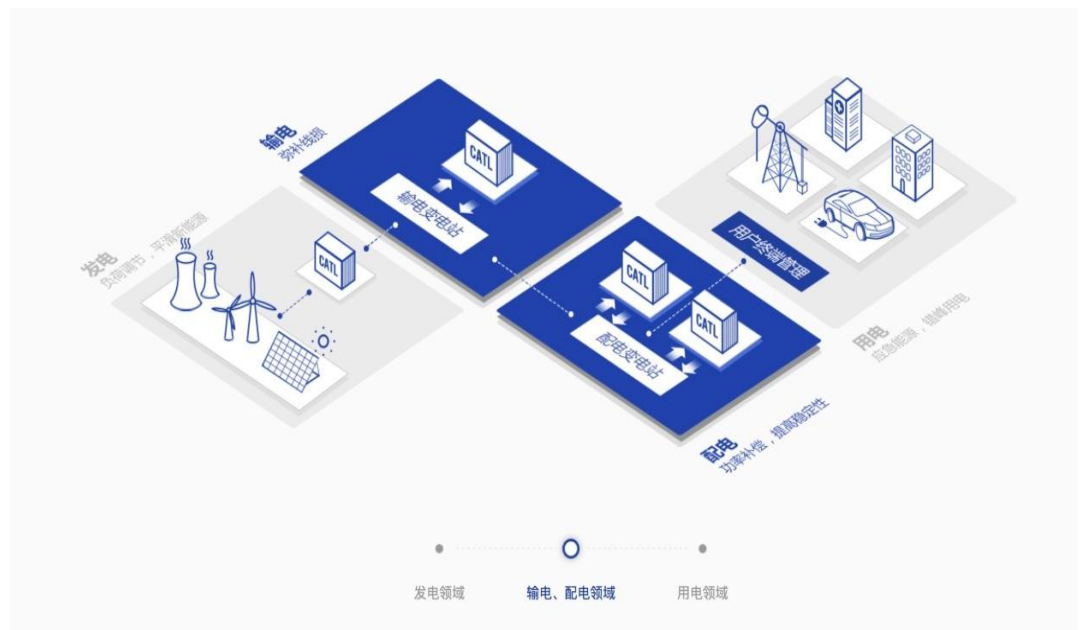 输电
弥补线损
CATL
输电变电站
发电
负荷调节，平滑新能源
CATL
CATL
CATL
配电变电站
用户终端管理
用电
应急能源，错峰用电
配电
功率补偿，提高稳定性
发电领域
输电、配电领域
用电领域